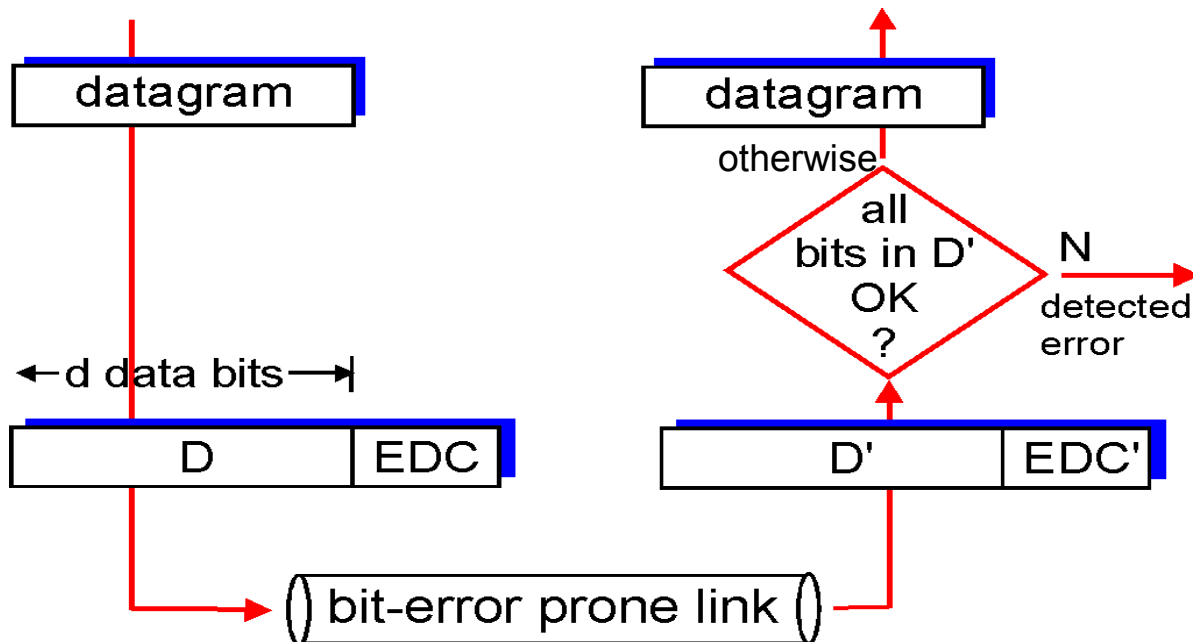 datagram
d data bits
D
EDC
bit-error prone link
D'
EDC'
all
bits in D'
OK
?
N
detected
error
otherwise
datagram